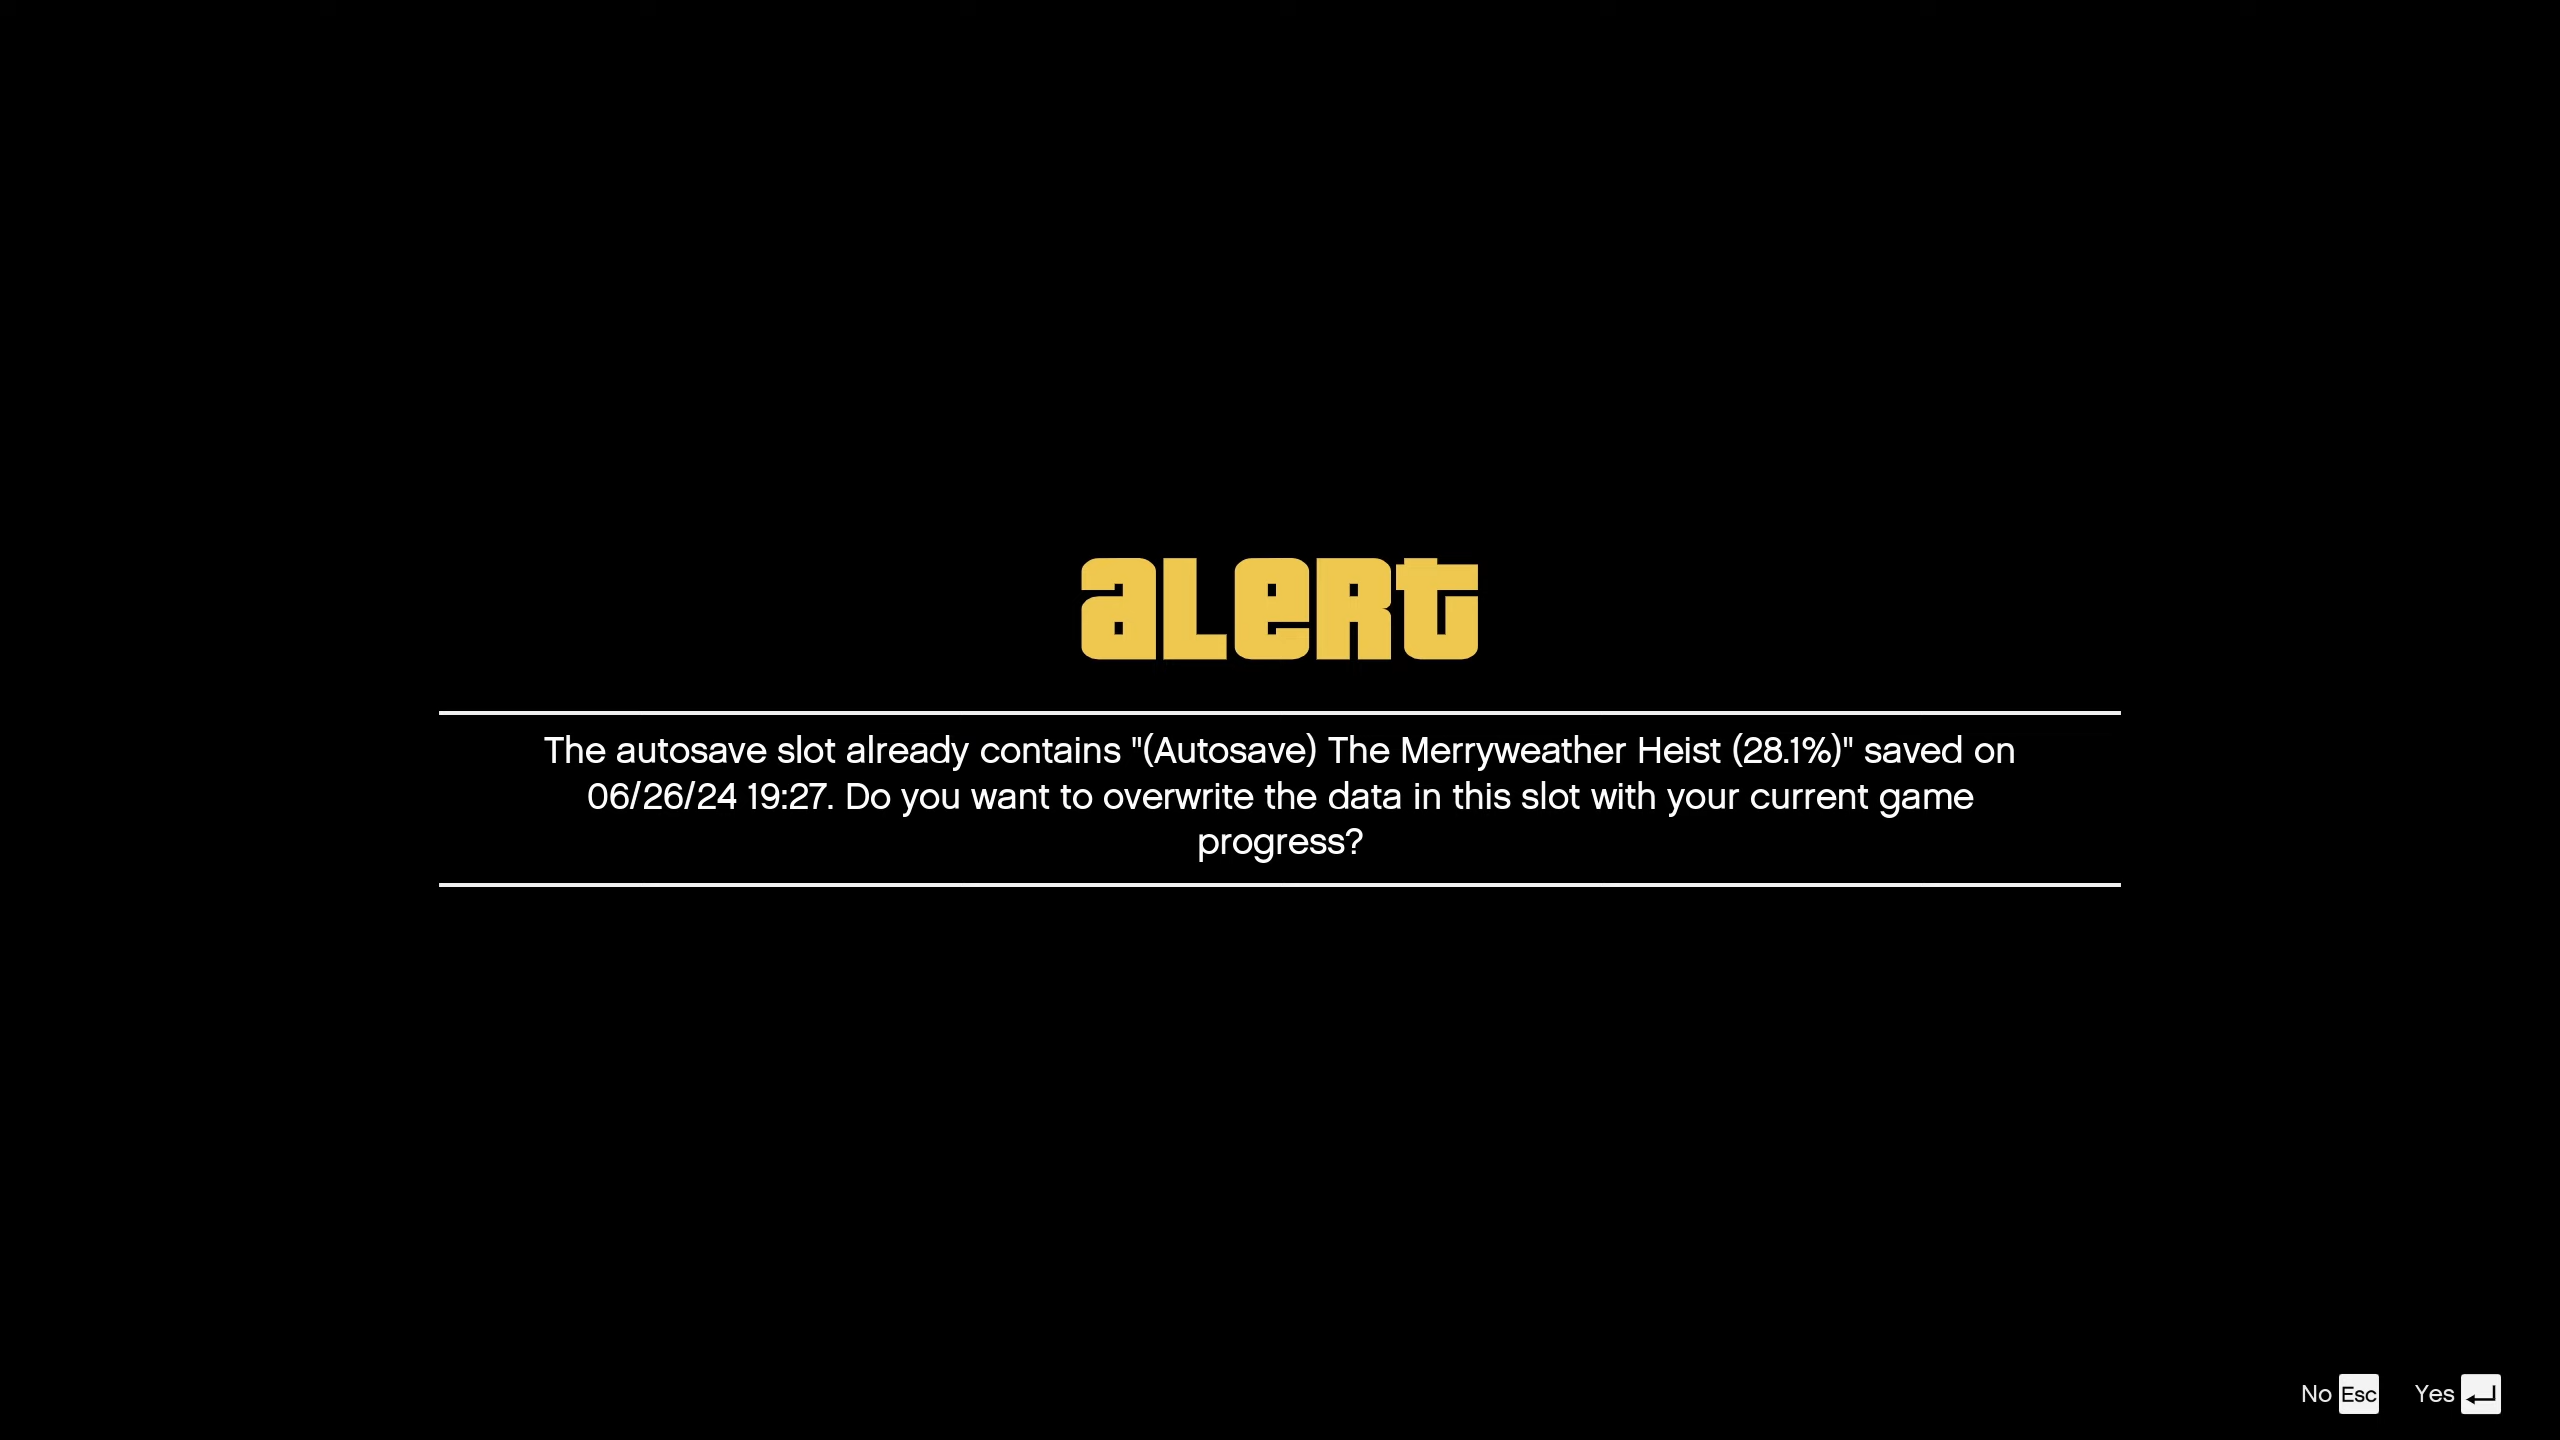 aLeRt
The autosave slot already contains "(Autosave) The Merryweather Heist (28.1%)" saved on
06/26/24 19:27. Do you want to overwrite the data in this slot with your current game
progress?
No Esc Yes